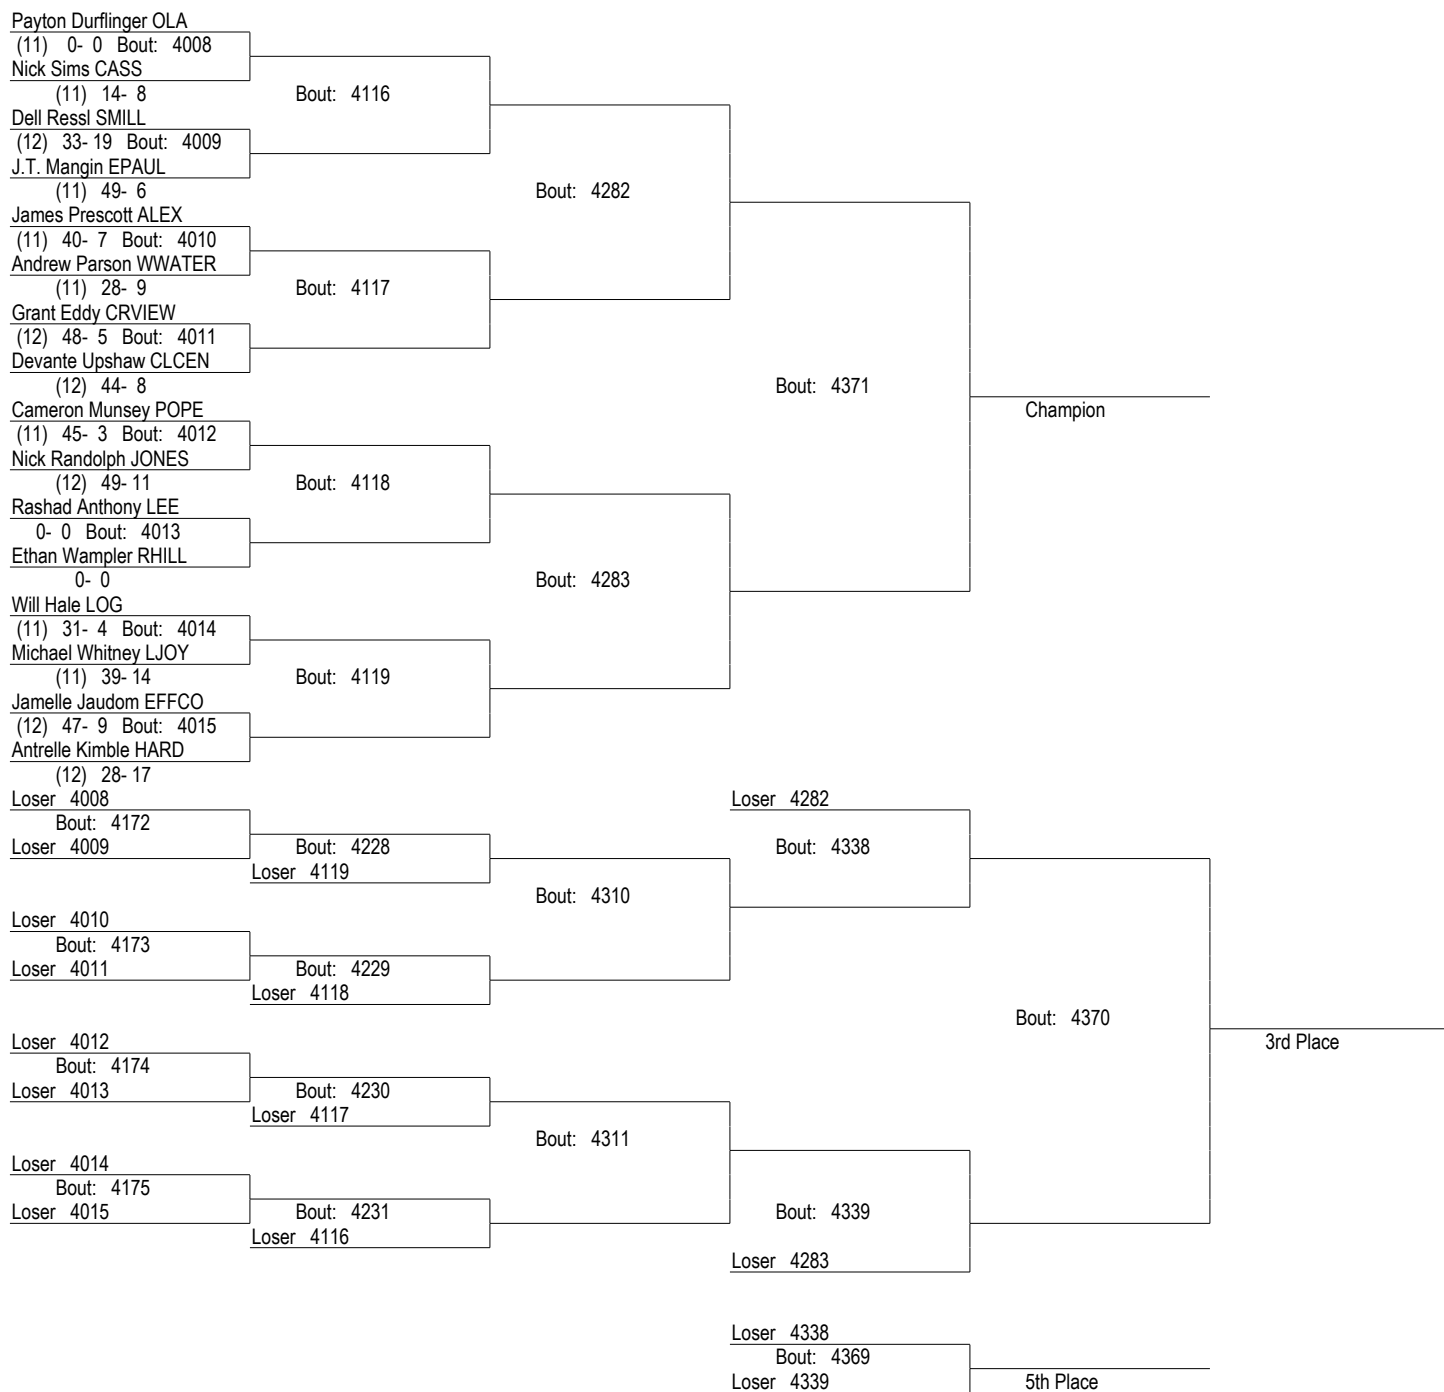 Payton Durflinger OLA
(11) 0- 0 Bout: 4008
Nick Sims CASS
(11) 14- 8
Bout: 4116
Dell Ressl SMILL
(12) 33- 19 Bout: 4009
J.T. Mangin EPAUL
(11) 49- 6
Bout: 4282
James Prescott ALEX
(11) 40- 7 Bout: 4010
Andrew Parson WWATER
(11) 28- 9
Bout: 4117
Grant Eddy CRVIEW
(12) 48- 5 Bout: 4011
Devante Upshaw CLCEN
(12) 44- 8
Bout: 4371
Cameron Munsey POPE
Champion
(11) 45- 3 Bout: 4012
Nick Randolph JONES
(12) 49- 11
Bout: 4118
Rashad Anthony LEE
0- 0 Bout: 4013
Ethan Wampler RHILL
0- 0
Bout: 4283
Will Hale LOG
(11) 31- 4 Bout: 4014
Michael Whitney LJOY
(11) 39- 14
Bout: 4119
Jamelle Jaudom EFFCO
(12) 47- 9 Bout: 4015
Antrelle Kimble HARD
(12) 28- 17
Loser 4008
Loser 4282
Bout: 4172
Loser 4009
Bout: 4228
Bout: 4338
Loser 4119
Bout: 4310
Loser 4010
Bout: 4173
Loser 4011
Bout: 4229
Loser 4118
Bout: 4370
Loser 4012
3rd Place
Bout: 4174
Loser 4013
Bout: 4230
Loser 4117
Bout: 4311
Loser 4014
Bout: 4175
Loser 4015
Bout: 4231
Bout: 4339
Loser 4116
Loser 4283
Loser 4338
Bout: 4369
Loser 4339
5th Place